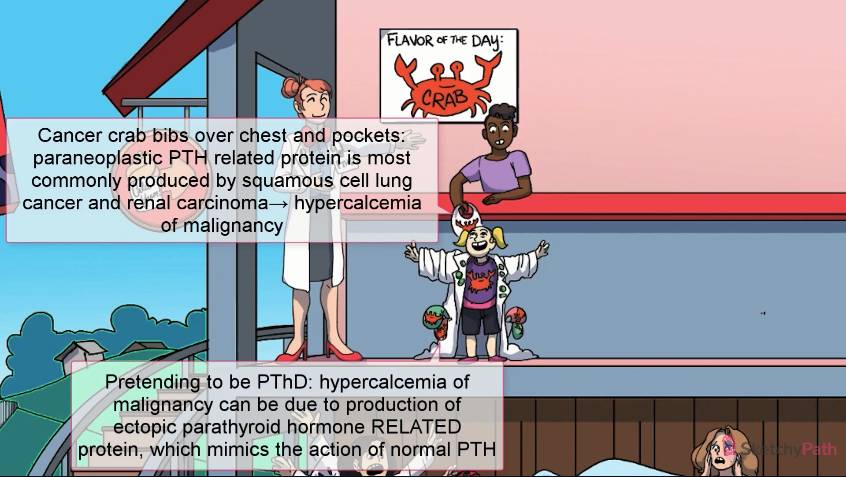 FLAVOR OF THE DAY:
CRAB
Cancer crab bibs over chest and pockets:
paraneoplastic PTH related protein is most
commonly produced by squamous cell lung
cancer and renal carcinoma→ hypercalcemia
of malignancy
Pretending to be PThD: hypercalcemia of
malignancy can be due to production of
ectopic parathyroid hormone RELATED
protein, which mimics the action of normal PTH
SketchyPath